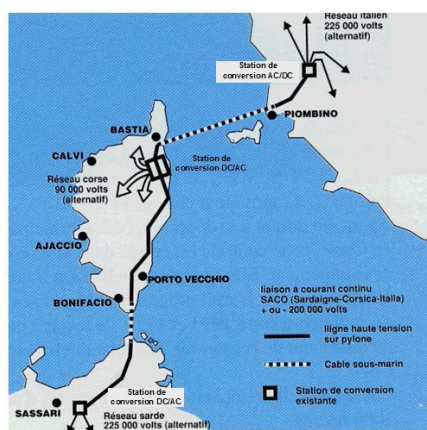 Réseau italien
225 000 volts
(alternatif)
Station de
conversion AC/DC
PIOMBINO
BASTIA
CALVI
Station de
conversion DC/AC
Réseau corse
90 000 volts
(alternatif)
AJACCIO
PORTO VECCHIO
BONIFACIO
liaison à courant continu
SACO (Sardaigne-Corsica-Italia)
+ ou - 200 000 volts
lligne haute tension
sur pylone
Cable sous-marin
Station de conversion
existante
Station de
conversion DC/AC
SASSARI
Réseau sarde
225 000 volts (alternatif)